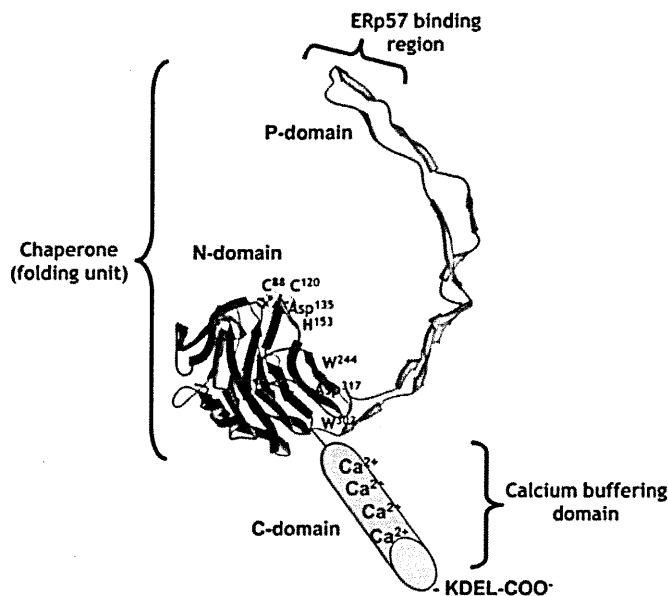 ERp57 binding
region
P-domain
Chaperone
(folding unit)
N-domain
C88 C120
Asp135
H153
W244
Asp317
W302
Ca2+
Ca2+
Ca2+
Ca2+
Calcium buffering
domain
C-domain
- KDEL-COO-